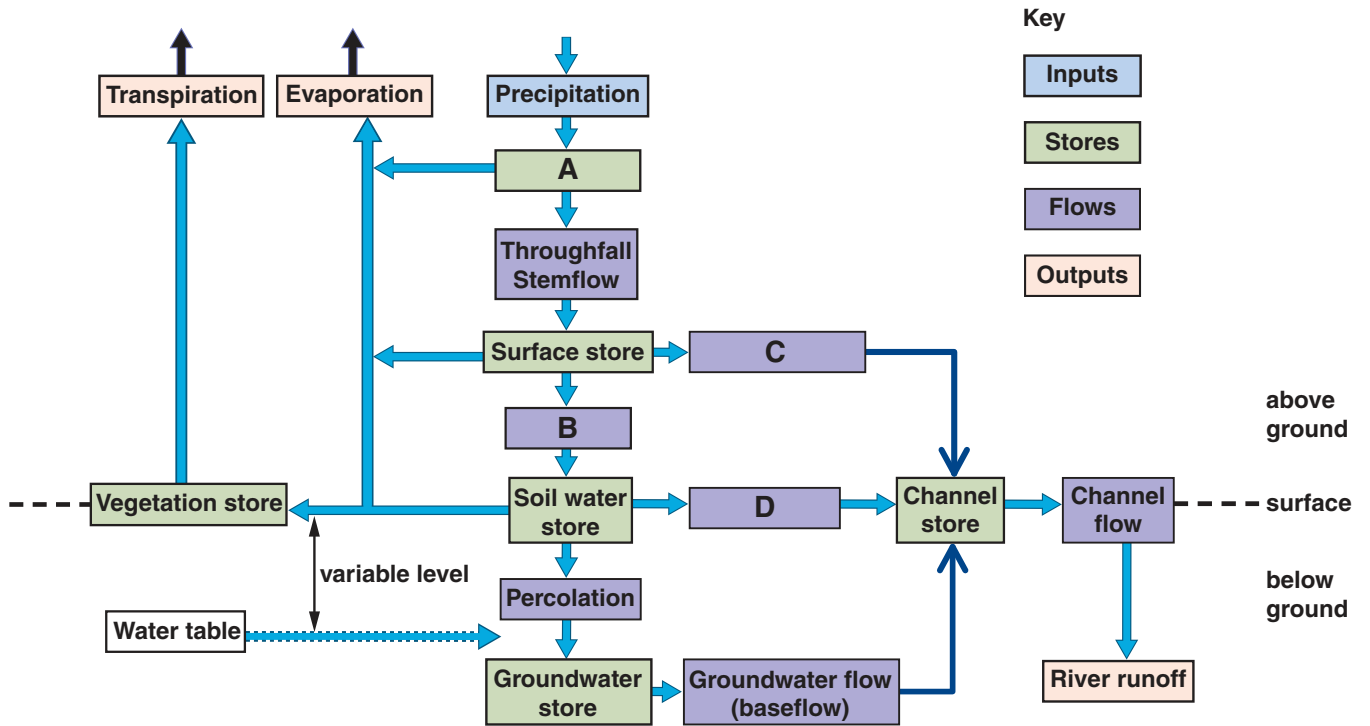 Key
Inputs
Stores
Flows
Outputs
Transpiration
Evaporation
Precipitation
A
Throughfall
Stemflow
Surface store
C
B
above
ground
Vegetation store
Soil water
store
D
Channel
store
Channel
flow
surface
variable level
Percolation
below
ground
Water table
Groundwater
store
Groundwater flow
(baseflow)
River runoff